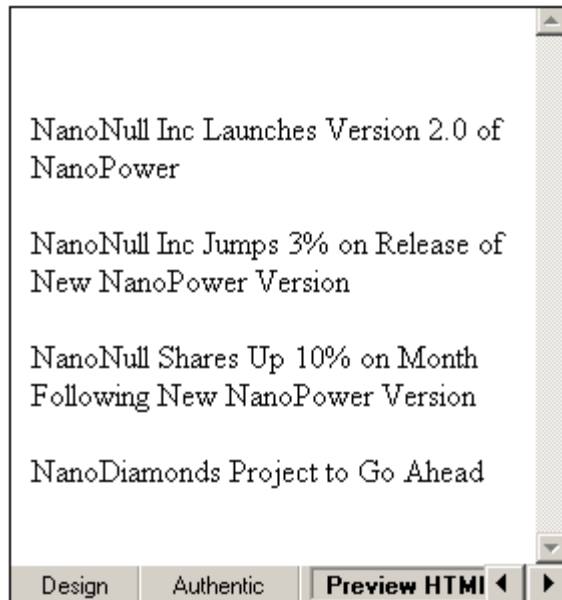 NanoNull Inc Launches Version 2.0 of
NanoPower
NanoNull Inc Jumps 3% on Release of
New NanoPower Version
NanoNull Shares Up 10% on Month
Following New NanoPower Version
NanoDiamonds Project to Go Ahead
Design Authentic Preview HTML